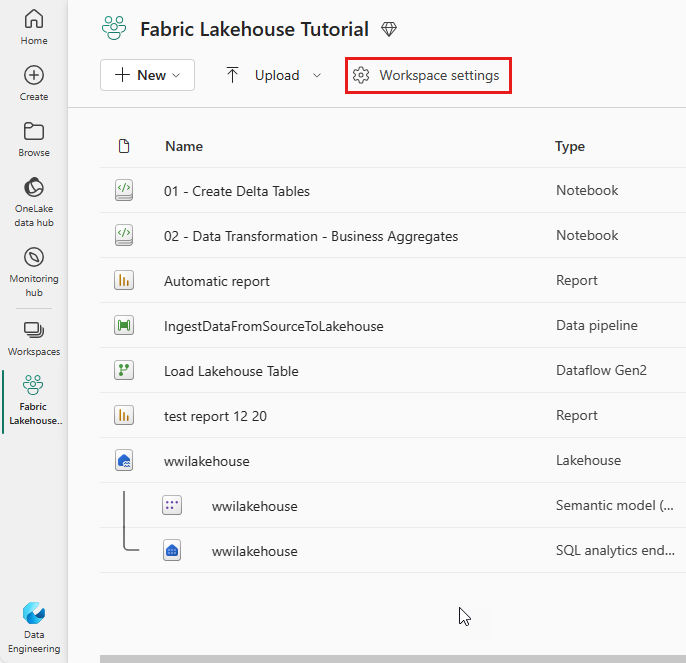 Home
Create
Browse
OneLake
data hub
Monitoring
hub
Workspaces
Fabric
Lakehouse..
Data
Engineering
Fabric Lakehouse Tutorial
New
Upload
Workspace settings
Name Type
01 - Create Delta Tables Notebook
02 - Data Transformation - Business Aggregates Notebook
Automatic report Report
IngestDataFromSourceToLakehouse Data pipeline
Load Lakehouse Table Dataflow Gen2
test report 12 20 Report
wwilakehouse Lakehouse
wwilakehouse Semantic model (...
wwilakehouse SQL analytics end...